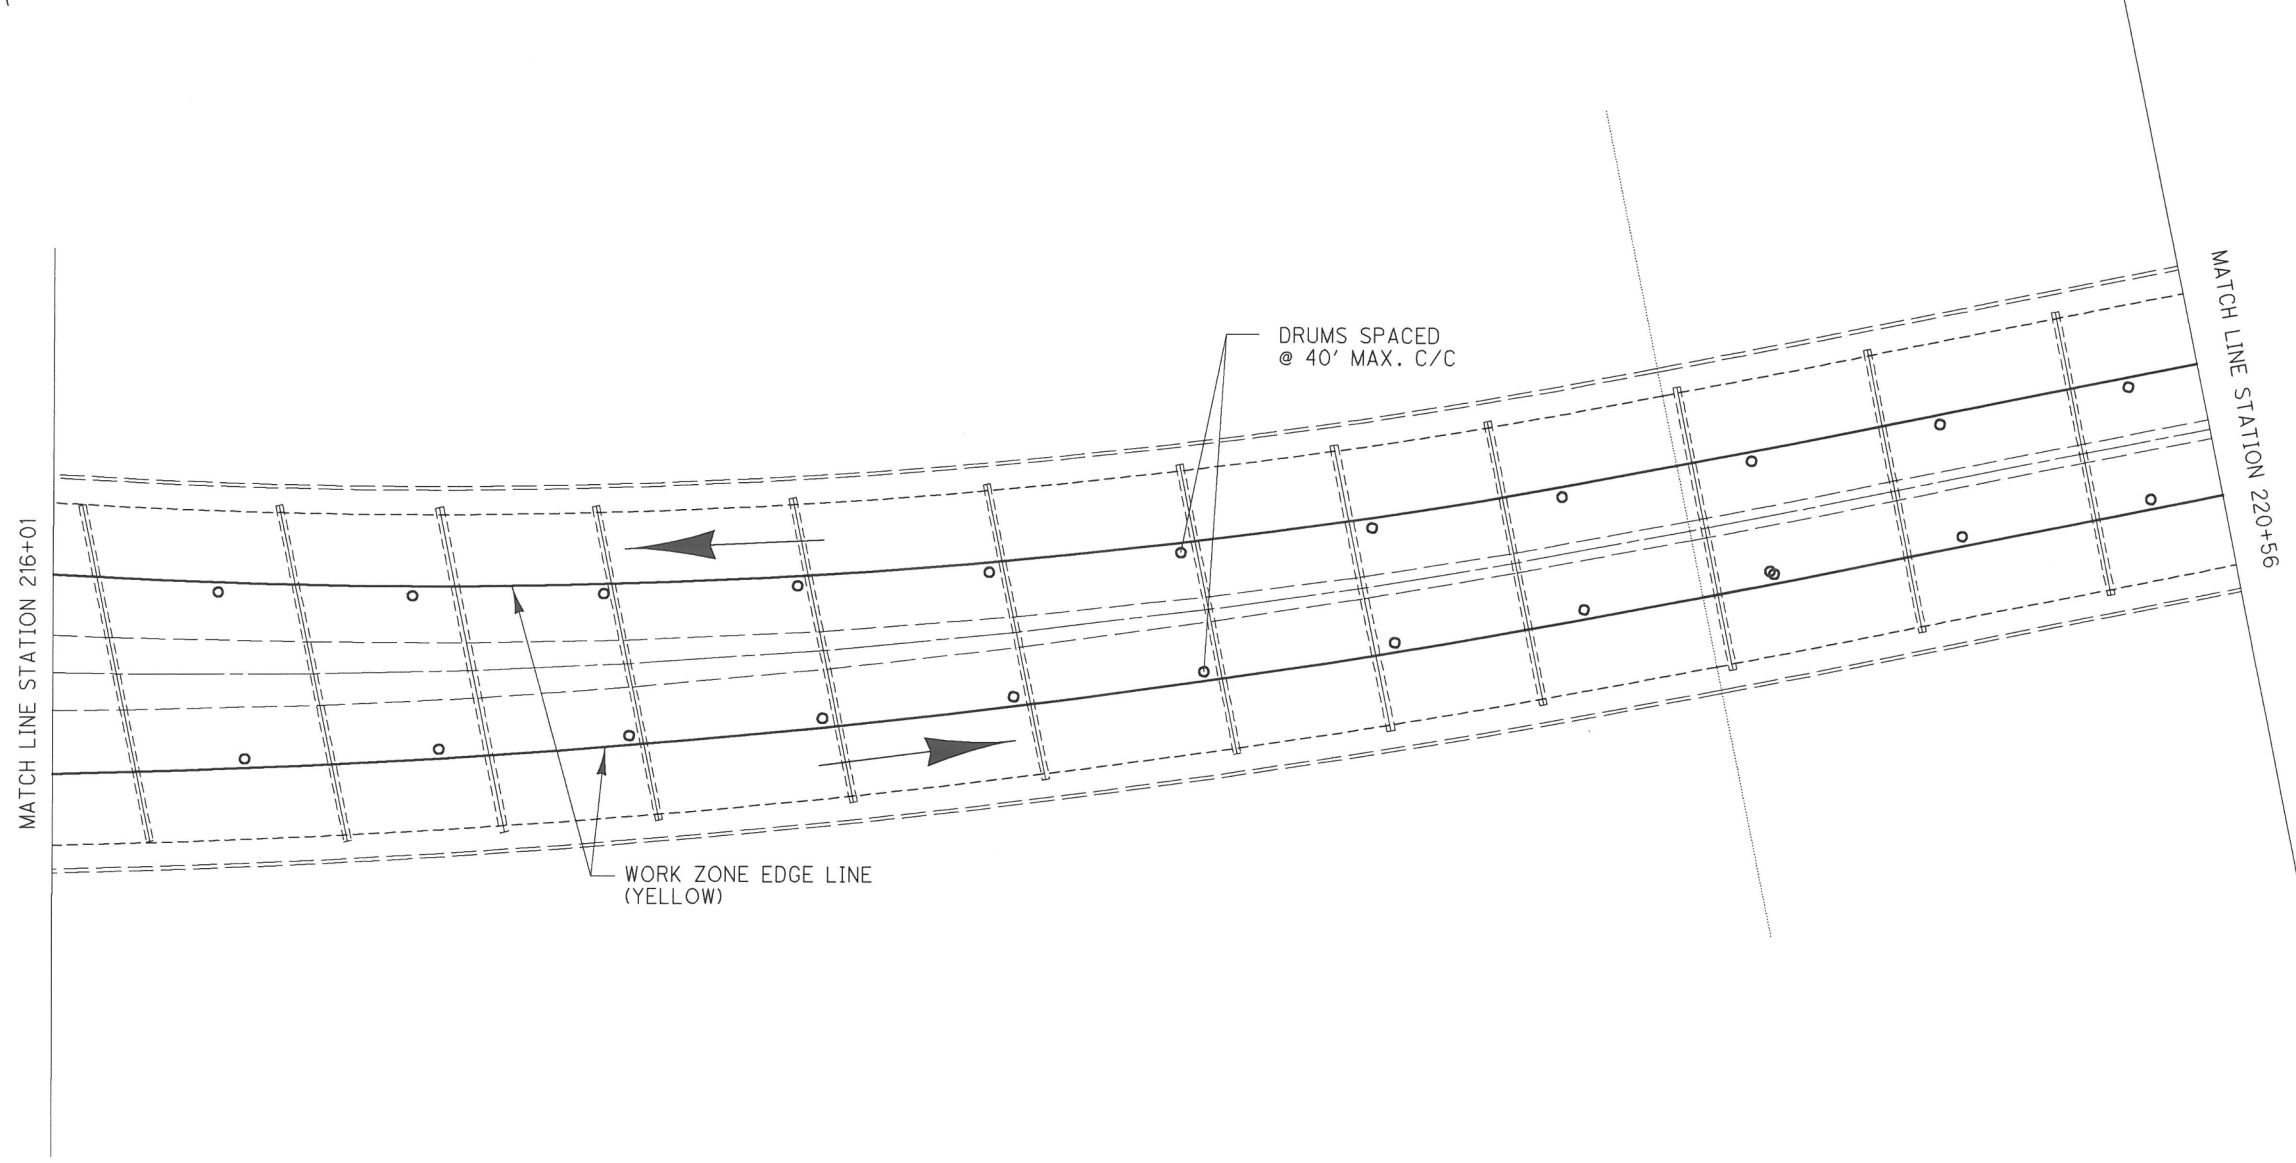 MATCH LINE STATION 216+01
DRUMS SPACED
@ 40' MAX. C/C
WORK ZONE EDGE LINE
(YELLOW)
MATCH LINE STATION 220+56